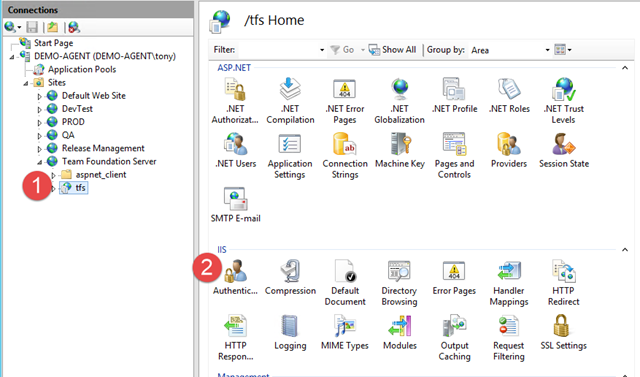 Connections
Start Page
DEMO-AGENT (DEMO-AGENT\tony)
Application Pools
Sites
Default Web Site
DevTest
PROD
QA
Release Management
Team Foundation Server
aspnet_client
1
tfs
/tfs Home
Filter: Go Show All Group by: Area
ASP.NET
.NET Authorizat...
.NET Compilation
.NET Error Pages
.NET Globalization
.NET Profile
.NET Roles
.NET Trust Levels
.NET Users
Application Settings
Connection Strings
Machine Key
Pages and Controls
Providers
Session State
SMTP E-mail
IIS
2
Authentic...
Compression
Default Document
Directory Browsing
Error Pages
Handler Mappings
HTTP Redirect
HTTP Respon...
Logging
MIME Types
Modules
Output Caching
Request Filtering
SSL Settings
Management